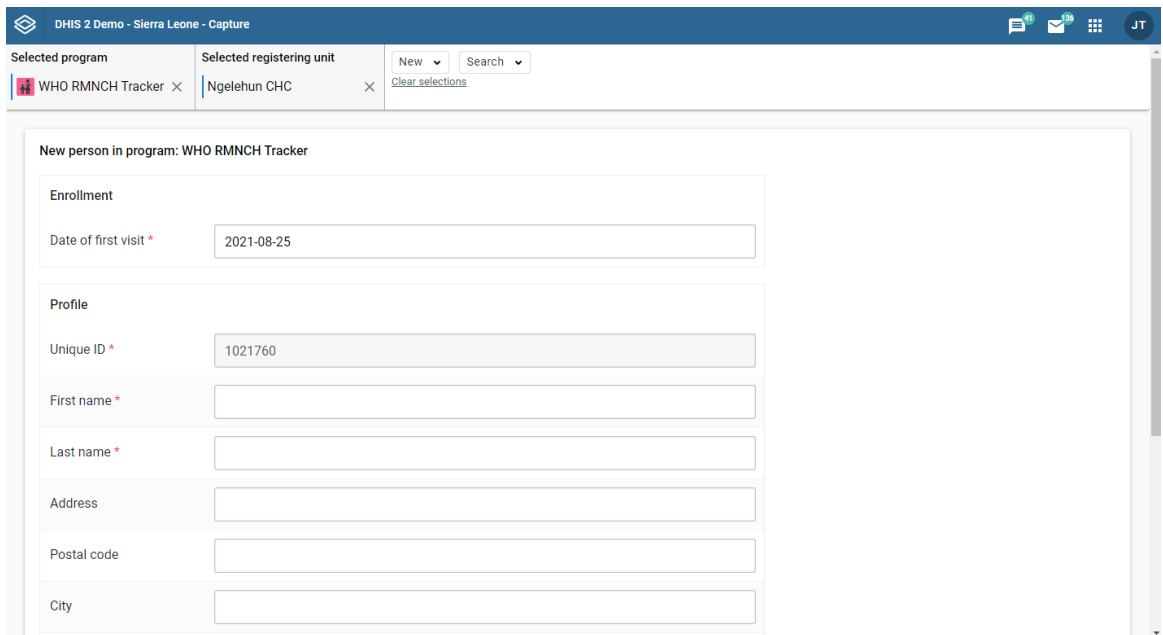 DHIS 2 Demo - Sierra Leone - Capture
41
136
JT
Selected program
WHO RMNCH Tracker
Selected registering unit
Ngelehun CHC
New
Search
Clear selections
New person in program: WHO RMNCH Tracker
Enrollment
Date of first visit *
2021-08-25
Profile
Unique ID *
1021760
First name *
Last name *
Address
Postal code
City